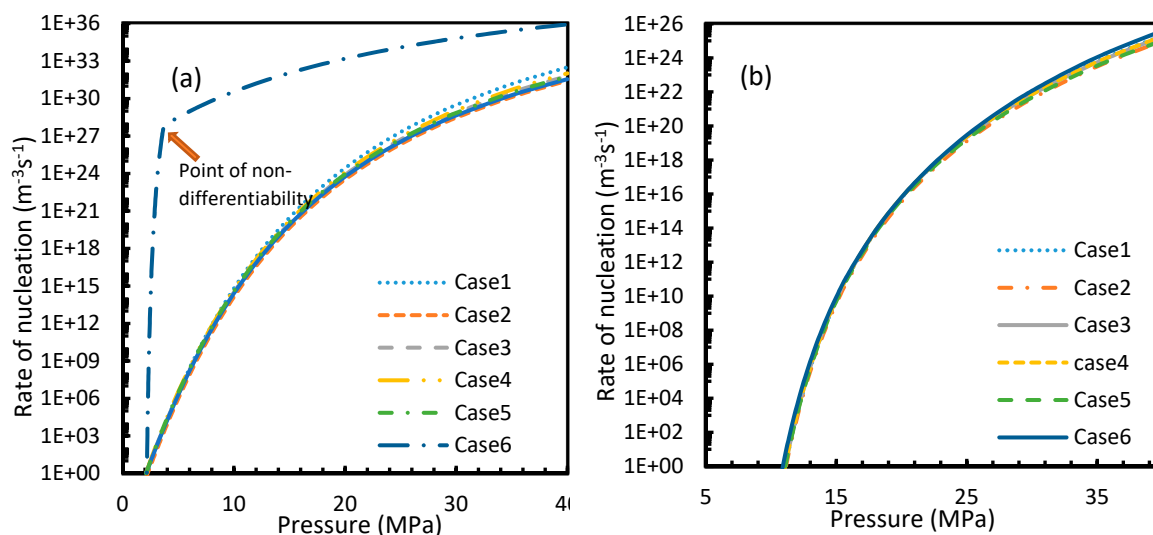 1E+36
1E+33
1E+30
1E+27
1E+24
1E+21
1E+18
1E+15
1E+12
1E+09
1E+06
1E+03
1E+00
Rate of nucleation (m-3s-1)
(a)
Point of non-
differentiability
Case1
Case2
Case3
Case4
Case5
Case6
0 10 20 30 40
Pressure (MPa)
1E+26
1E+24
1E+22
1E+20
1E+18
1E+16
1E+14
1E+12
1E+10
1E+08
1E+06
1E+04
1E+02
1E+00
Rate of nucleation (m-3s-1)
(b)
Case1
Case2
Case3
case4
Case5
Case6
5 15 25 35
Pressure (MPa)